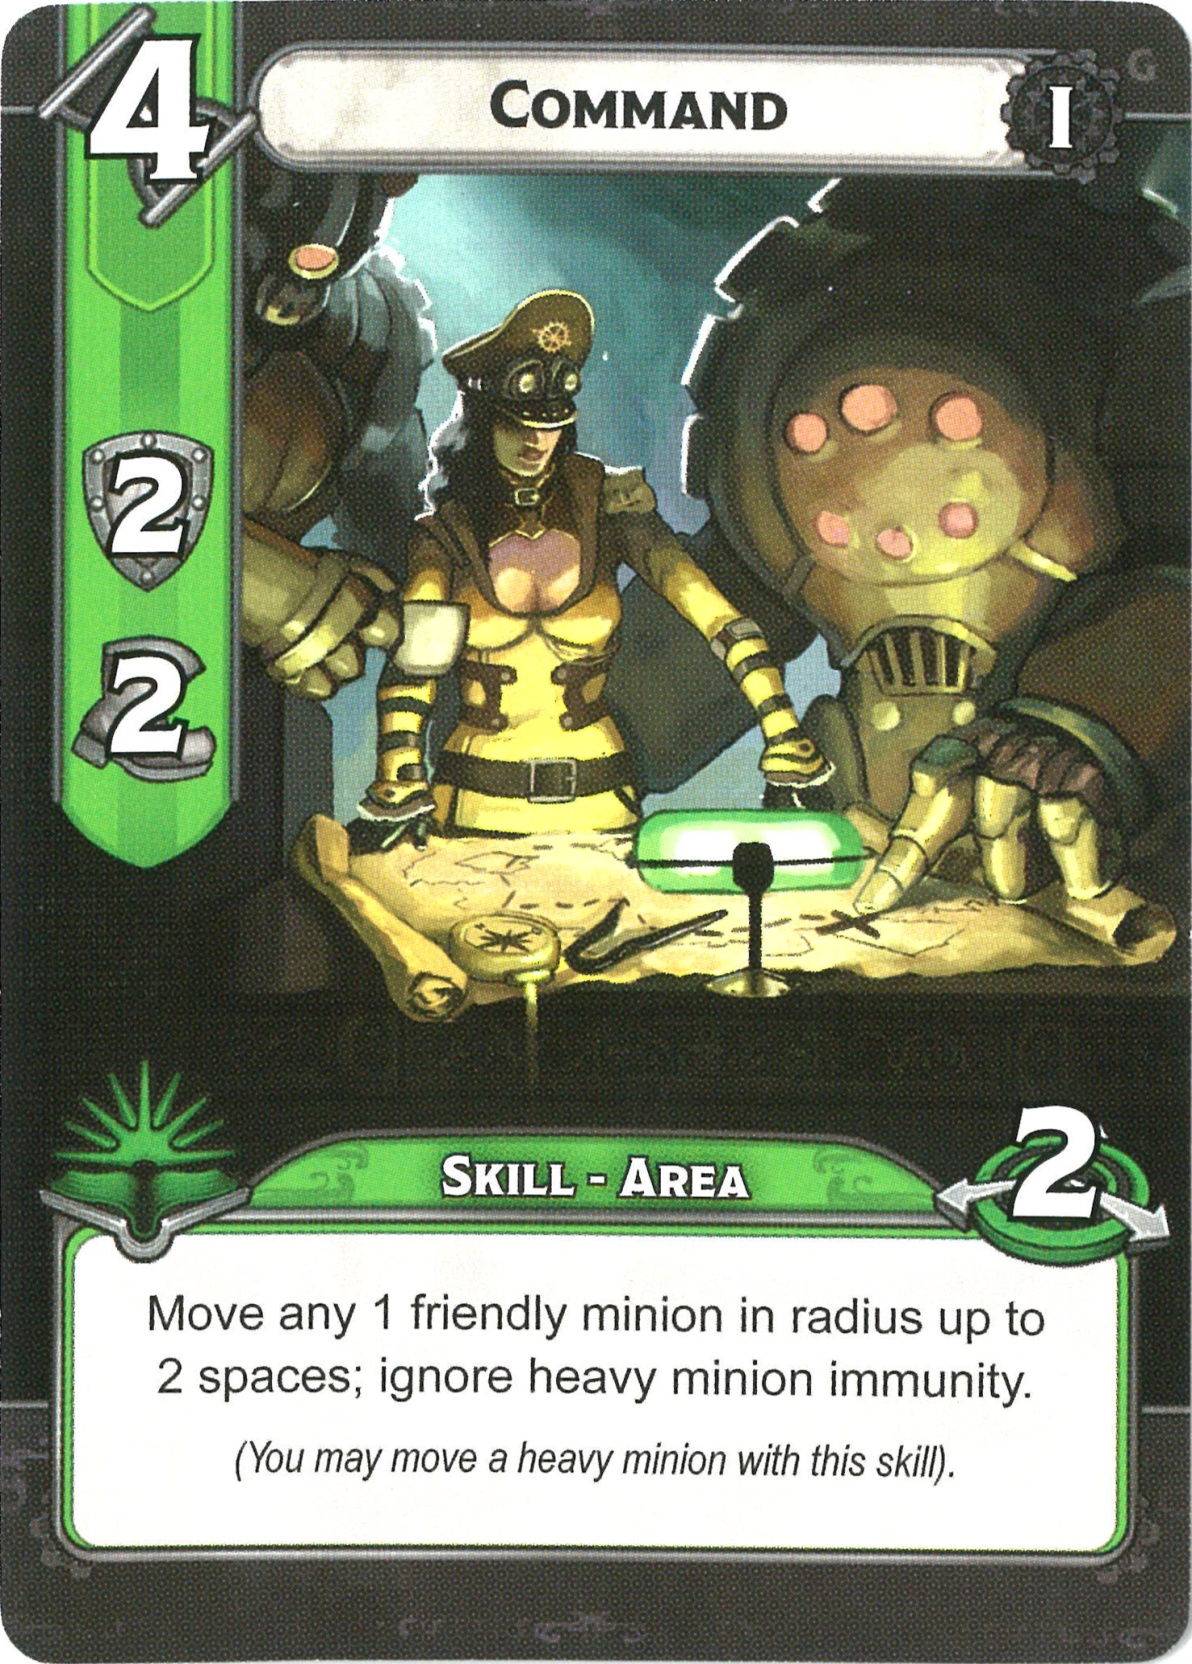 4
COMMAND
I
G
2
2
SKILL - AREA
2
Move any 1 friendly minion in radius up to
2 spaces; ignore heavy minion immunity.
(You may move a heavy minion with this skill).